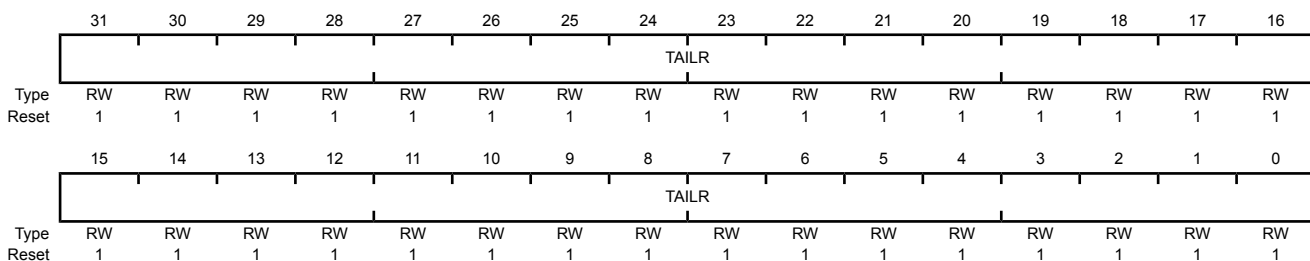 31 30 29 28 27 26 25 24 23 22 21 20 19 18 17 16
TAILR
Type RW RW RW RW RW RW RW RW RW RW RW RW RW RW RW RW
Reset 1 1 1 1 1 1 1 1 1 1 1 1 1 1 1 1
15 14 13 12 11 10 9 8 7 6 5 4 3 2 1 0
TAILR
Type RW RW RW RW RW RW RW RW RW RW RW RW RW RW RW RW
Reset 1 1 1 1 1 1 1 1 1 1 1 1 1 1 1 1